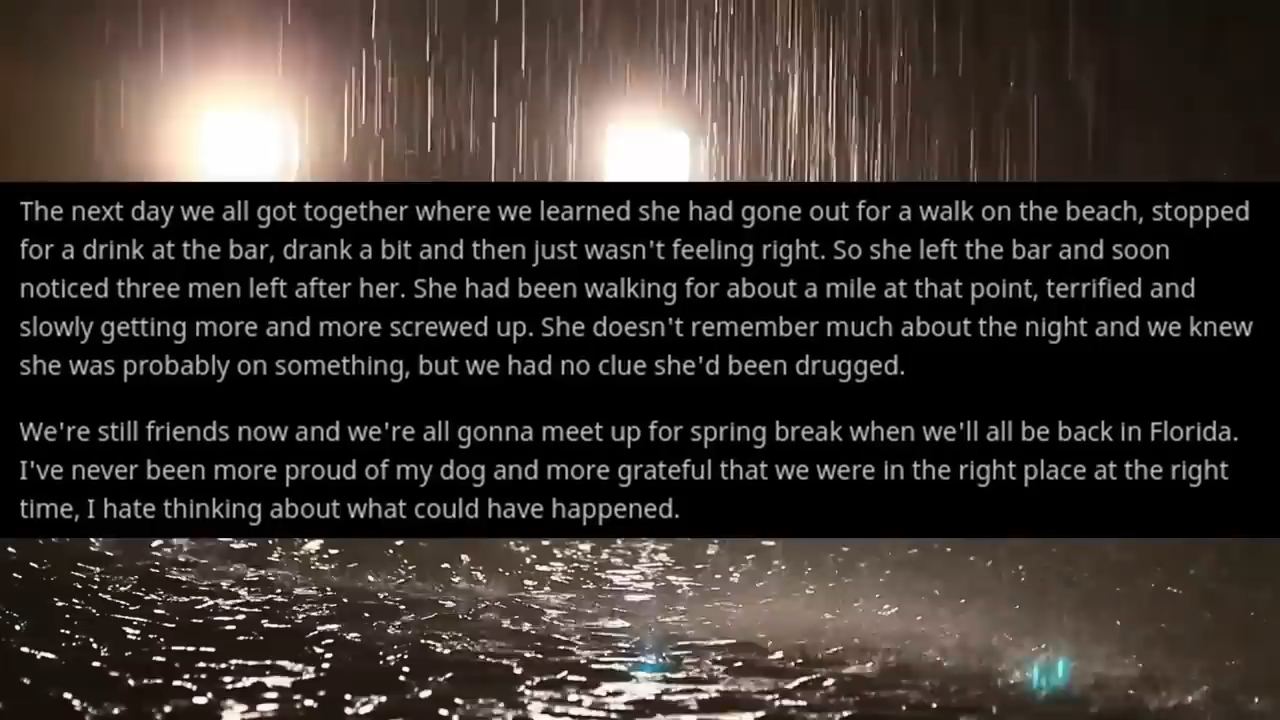 The next day we all got together where we learned she had gone out for a walk on the beach, stopped
for a drink at the bar, drank a bit and then just wasn't feeling right. So she left the bar and soon
noticed three men left after her. She had been walking for about a mile at that point, terrified and
slowly getting more and more screwed up. She doesn't remember much about the night and we knew
she was probably on something, but we had no clue she'd been drugged.
We're still friends now and we're all gonna meet up for spring break when we'll all be back in Florida.
I've never been more proud of my dog and more grateful that we were in the right place at the right
time, I hate thinking about what could have happened.